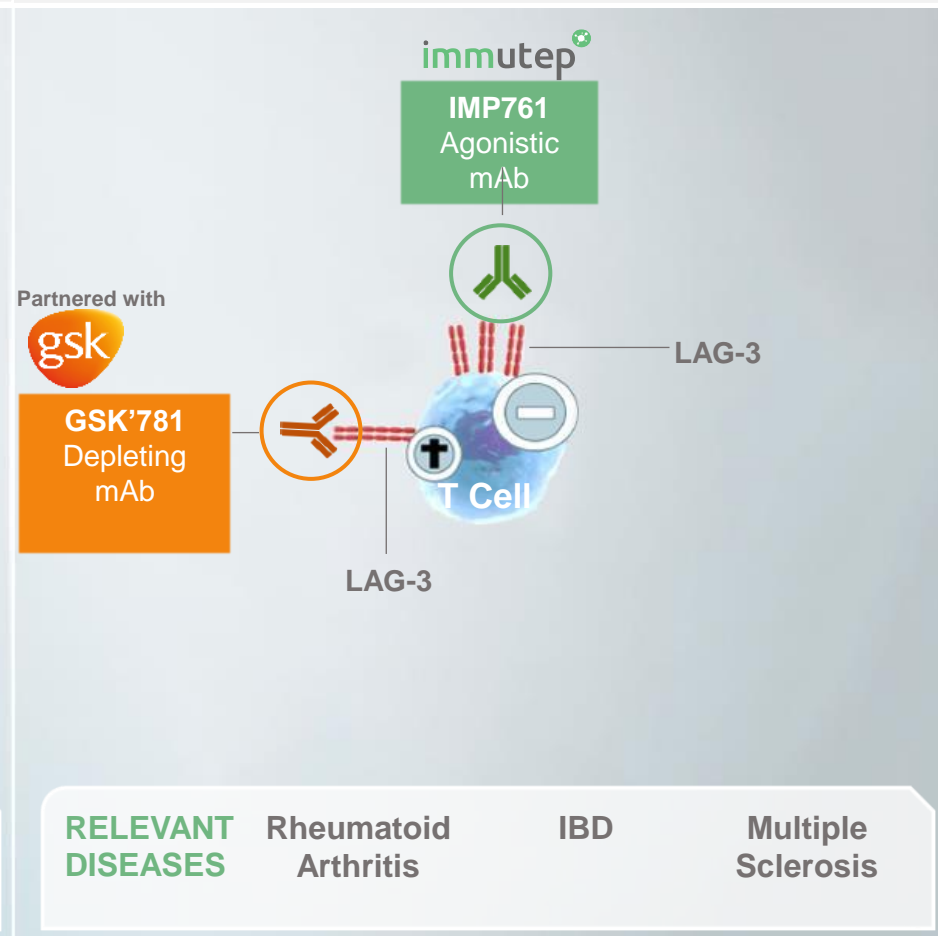 immutep
IMP761
Agonistic
mAb
LAG-3
Partnered with
gsk
GSK’781
Depleting
mAb
T Cell
LAG-3
RELEVANT
DISEASES
Rheumatoid
Arthritis
IBD
Multiple
Sclerosis